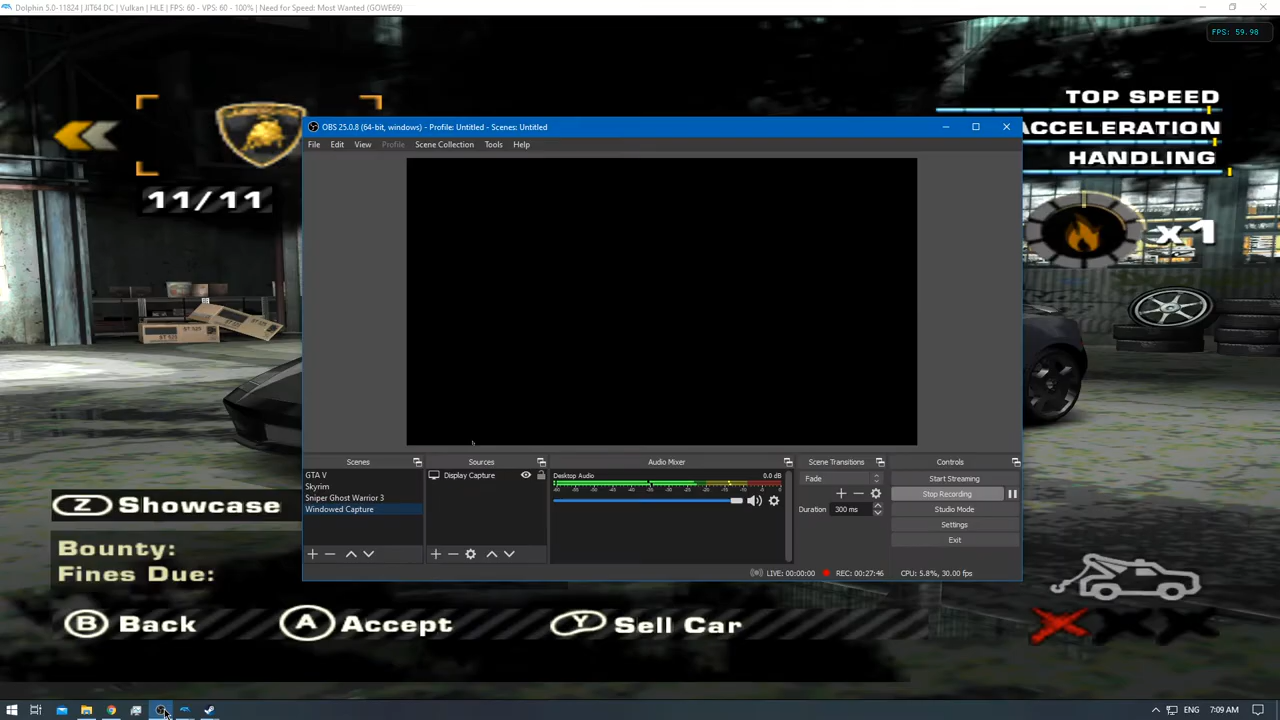 Dolphin 5.0-11824 | JIT64 DC | Vulkan | HLE | FPS: 60 - VPS: 60 - 100% | Need for Speed: Most Wanted (GOWE69)
FPS: 59.98
TOP SPEED
ACCELERATION
HANDLING
11/11
x1
OBS 25.0.8 (64-bit, windows) - Profile: Untitled - Scenes: Untitled
File Edit View Profile Scene Collection Tools Help
Scenes
GTA V
Skyrim
Sniper Ghost Warrior 3
Windowed Capture
Sources
Display Capture
Audio Mixer
Desktop Audio 0.0 dB
Scene Transitions
Fade
Duration 300 ms
Controls
Start Streaming
Stop Recording
Studio Mode
Settings
Exit
LIVE: 00:00:00 REC: 00:27:46 CPU: 5.8%, 30.00 fps
Z Showcase
Bounty:
Fines Due:
B Back A Accept Y Sell Car
ENG 7:09 AM